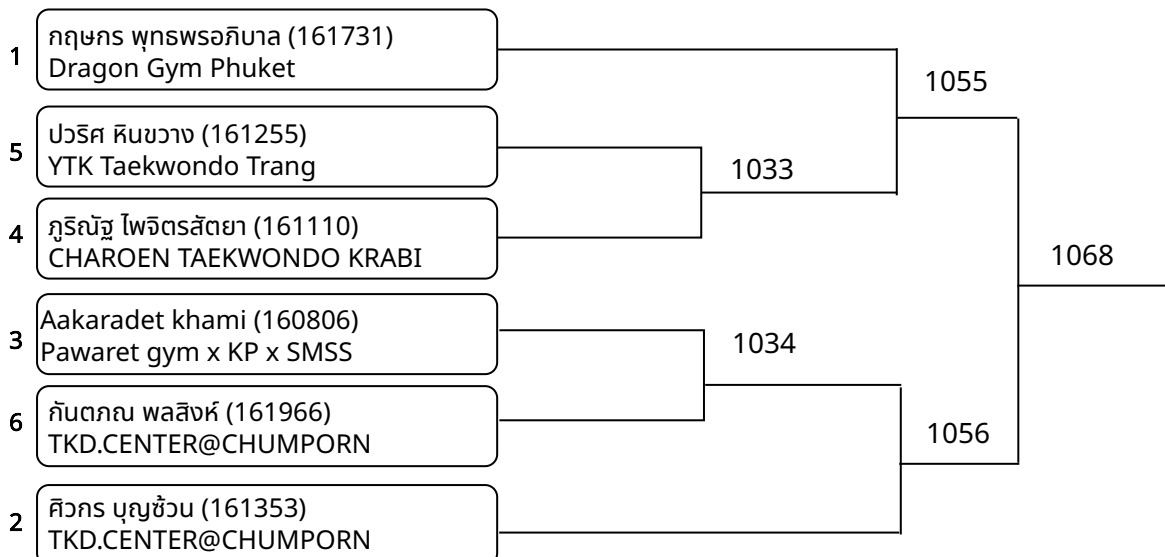 1
กฤษกร พุทธพรอภิบาล (161731)
Dragon Gym Phuket
1055
5
ปวริศ หินขวาง (161255)
YTK Taekwondo Trang
1033
4
ภูริณัฐ ไพจิตรสัตยา (161110)
CHAROEN TAEKWONDO KRABI
1068
3
Aakaradet khami (160806)
Pawaret gym x KP x SMSS
1034
6
กันตภณ พลสิงห์ (161966)
TKD.CENTER@CHUMPORN
1056
2
ศิวกร บุญซ้วน (161353)
TKD.CENTER@CHUMPORN